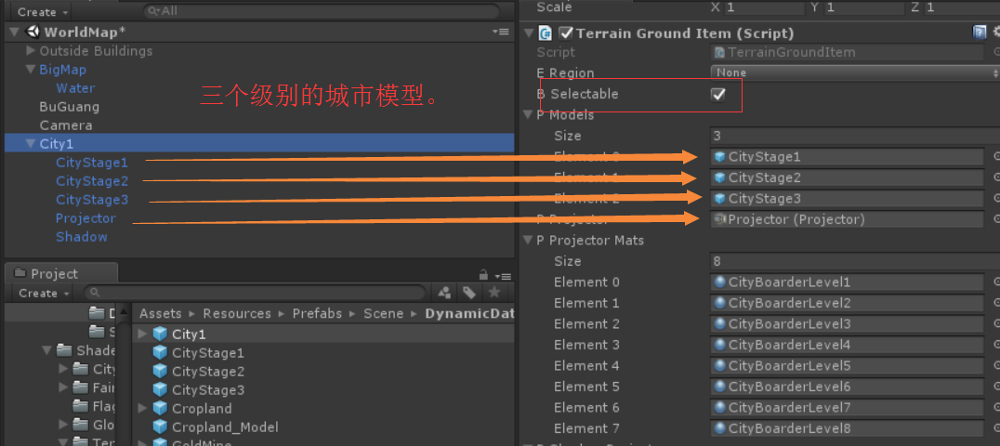 Create
All
WorldMap*
Outside Buildings
BigMap
Water
BuGuang
Camera
City1
CityStage1
CityStage2
CityStage3
Projector
Shadow
三个级别的城市模型。
Project
Create
Assets ▸ Resources ▸ Prefabs ▸ Scene ▸ DynamicDat
Shade
City
Fair
Flag
Glo
Ter
City1
CityStage1
CityStage2
CityStage3
Cropland
Cropland_Model
GoldMine
Scale X 1 Y 1 Z 1
Terrain Ground Item (Script)
Script TerrainGroundItem
E Region None
B Selectable
P Models
Size 3
Element 0 CityStage1
Element 1 CityStage2
Element 2 CityStage3
P Projector Projector (Projector)
P Projector Mats
Size 8
Element 0 CityBoarderLevel1
Element 1 CityBoarderLevel2
Element 2 CityBoarderLevel3
Element 3 CityBoarderLevel4
Element 4 CityBoarderLevel5
Element 5 CityBoarderLevel6
Element 6 CityBoarderLevel7
Element 7 CityBoarderLevel8